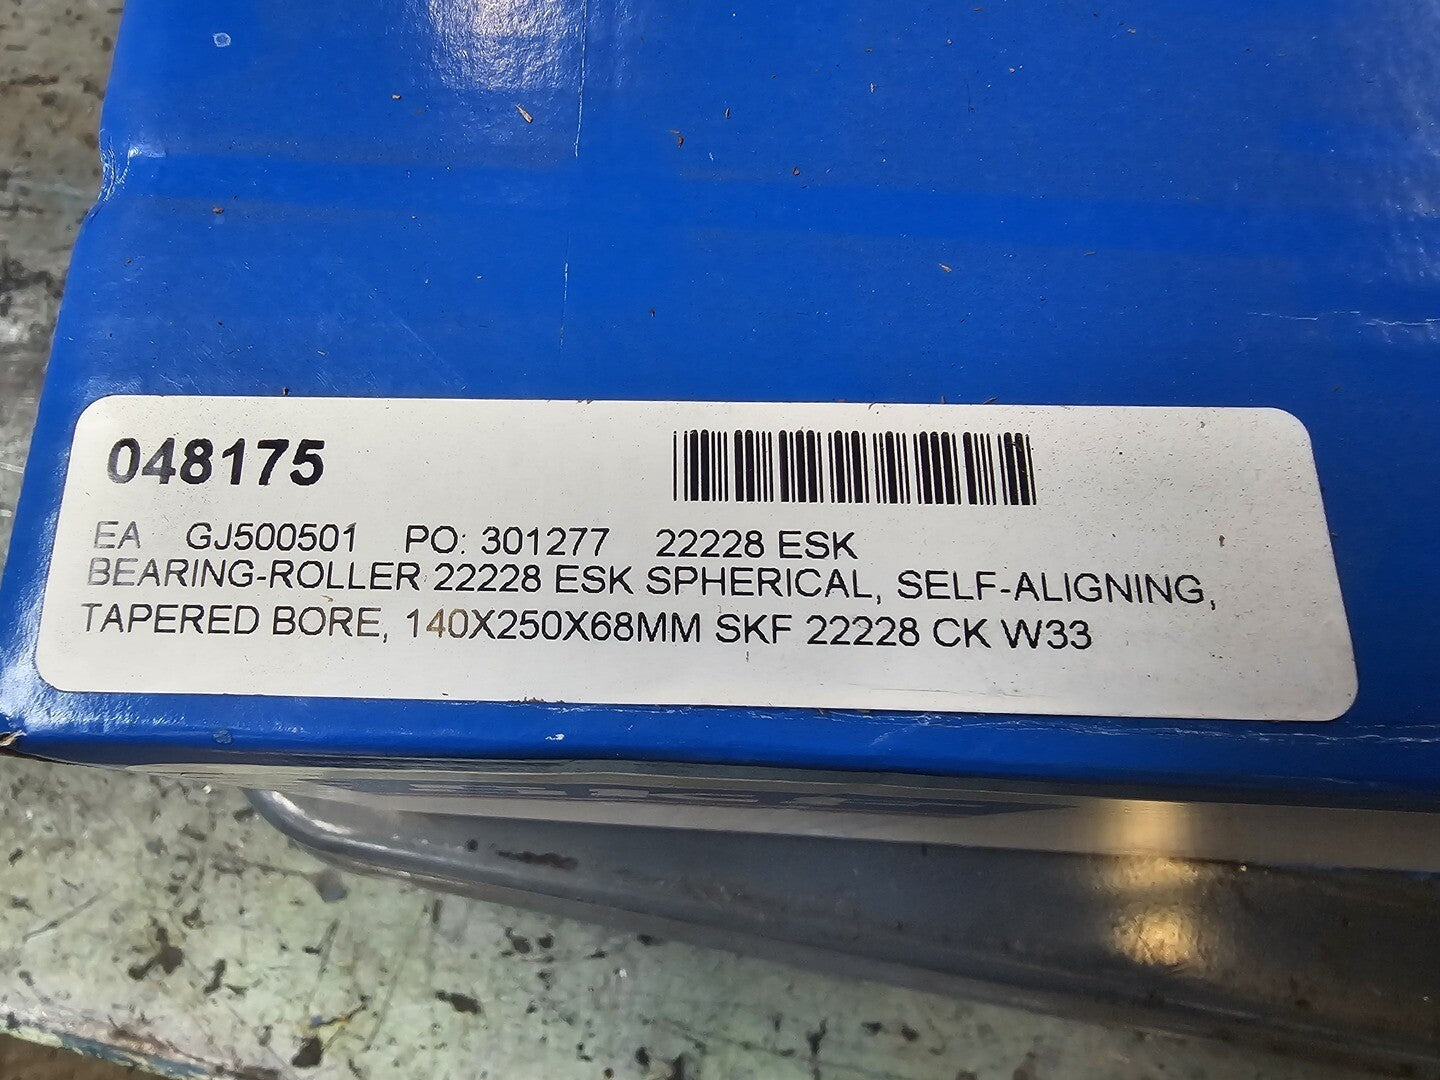 048175
EA GJ500501 PO: 301277 22228 ESK
BEARING-ROLLER 22228 ESK SPHERICAL, SELF-ALIGNING,
TAPERED BORE, 140X250X68MM SKF 22228 CK W33